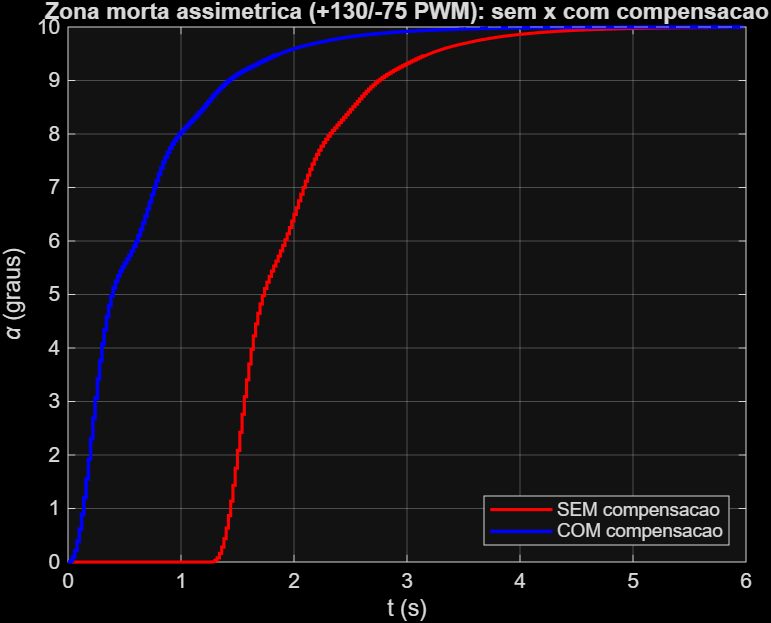 Zona morta assimetrica (+130/-75 PWM): sem x com compensacao
10
9
8
7
6
5
4
3
2
1
0
α (graus)
SEM compensacao
COM compensacao
0 1 2 3 4 5 6
t (s)